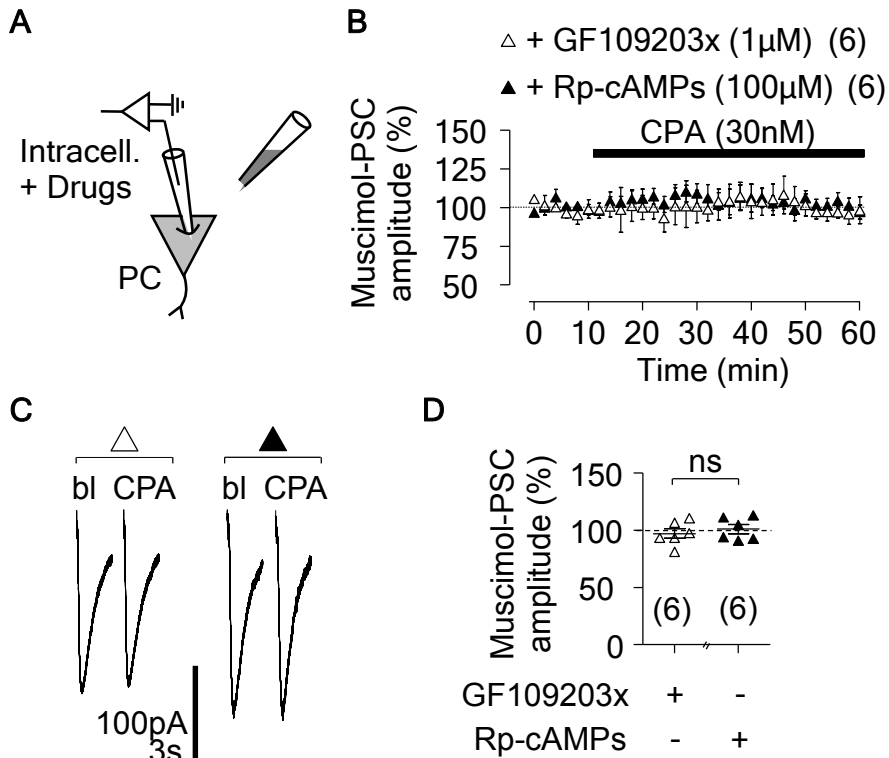 A
Intracell.
+ Drugs
PC
B
+ GF109203x (1µM) (6)
+ Rp-cAMPs (100µM) (6)
CPA (30nM)
Muscimol-PSC
amplitude (%)
150
125
100
75
50
0 10 20 30 40 50 60
Time (min)
C
bl CPA bl CPA
100pA
3s
D
ns
Muscimol-PSC
amplitude (%)
150
100
50
0
(6) (6)
GF109203x + -
Rp-cAMPs - +